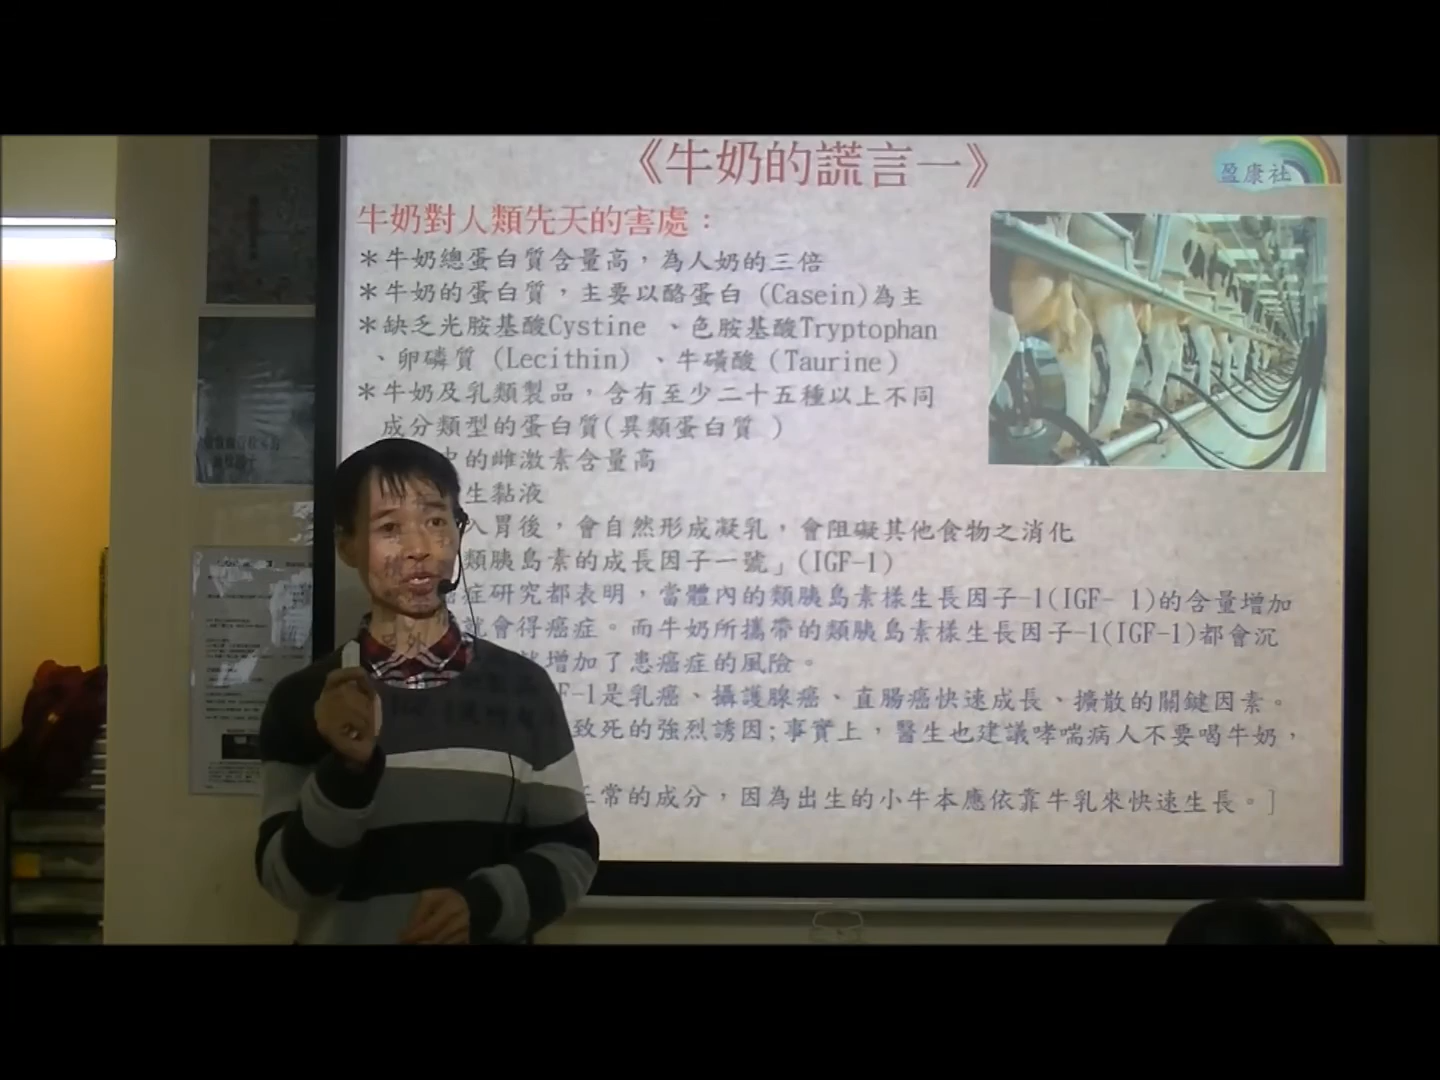 《牛奶的謊言一》
盈康社
牛奶對人類先天的害處：
＊牛奶總蛋白質含量高，為人奶的三倍
＊牛奶的蛋白質，主要以酪蛋白 (Casein)為主
＊缺乏光胺基酸Cystine 、色胺基酸Tryptophan
、卵磷質 (Lecithin) 、牛磺酸 (Taurine)
＊牛奶及乳類製品，含有至少二十五種以上不同
成分類型的蛋白質(異類蛋白質 )
中的雌激素含量高
生黏液
入胃後，會自然形成凝乳，會阻礙其他食物之消化
類胰島素的成長因子一號」(IGF-1)
症研究都表明，當體內的類胰島素樣生長因子-1(IGF- 1)的含量增加
就會得癌症。而牛奶所攜帶的類胰島素樣生長因子-1(IGF-1)都會沉
就增加了患癌症的風險。
F-1是乳癌、攝護腺癌、直腸癌快速成長、擴散的關鍵因素。
致死的強烈誘因;事實上，醫生也建議哮喘病人不要喝牛奶，
正常的成分，因為出生的小牛本應依靠牛乳來快速生長。]